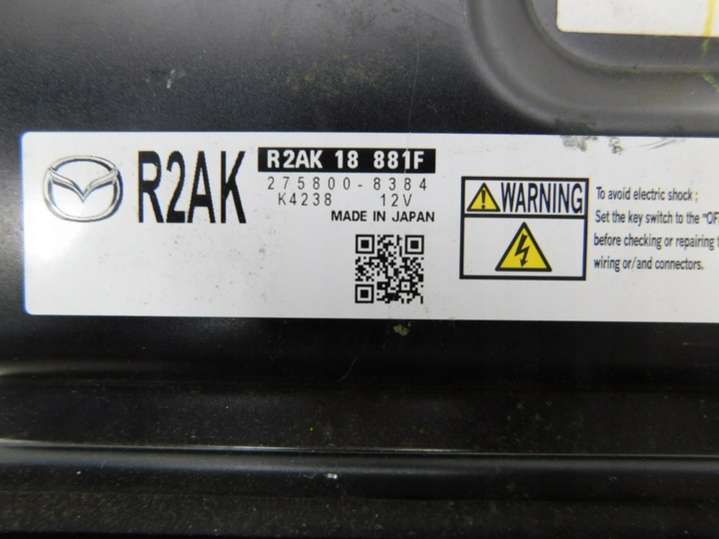 R2AK
R2AK 18 881F
275800-8384
K4238 12V
MADE IN JAPAN
WARNING
To avoid electric shock ;
Set the key switch to the "OF
before checking or repairing
wiring or/and connectors.